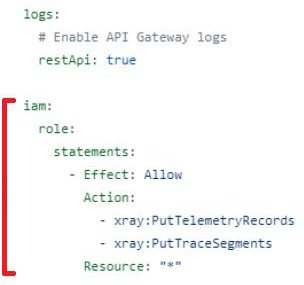 logs:
# Enable API Gateway logs
restApi: true
iam:
role:
statements:
- Effect: Allow
Action:
- xray:PutTelemetryRecords
- xray:PutTraceSegments
Resource: "*"